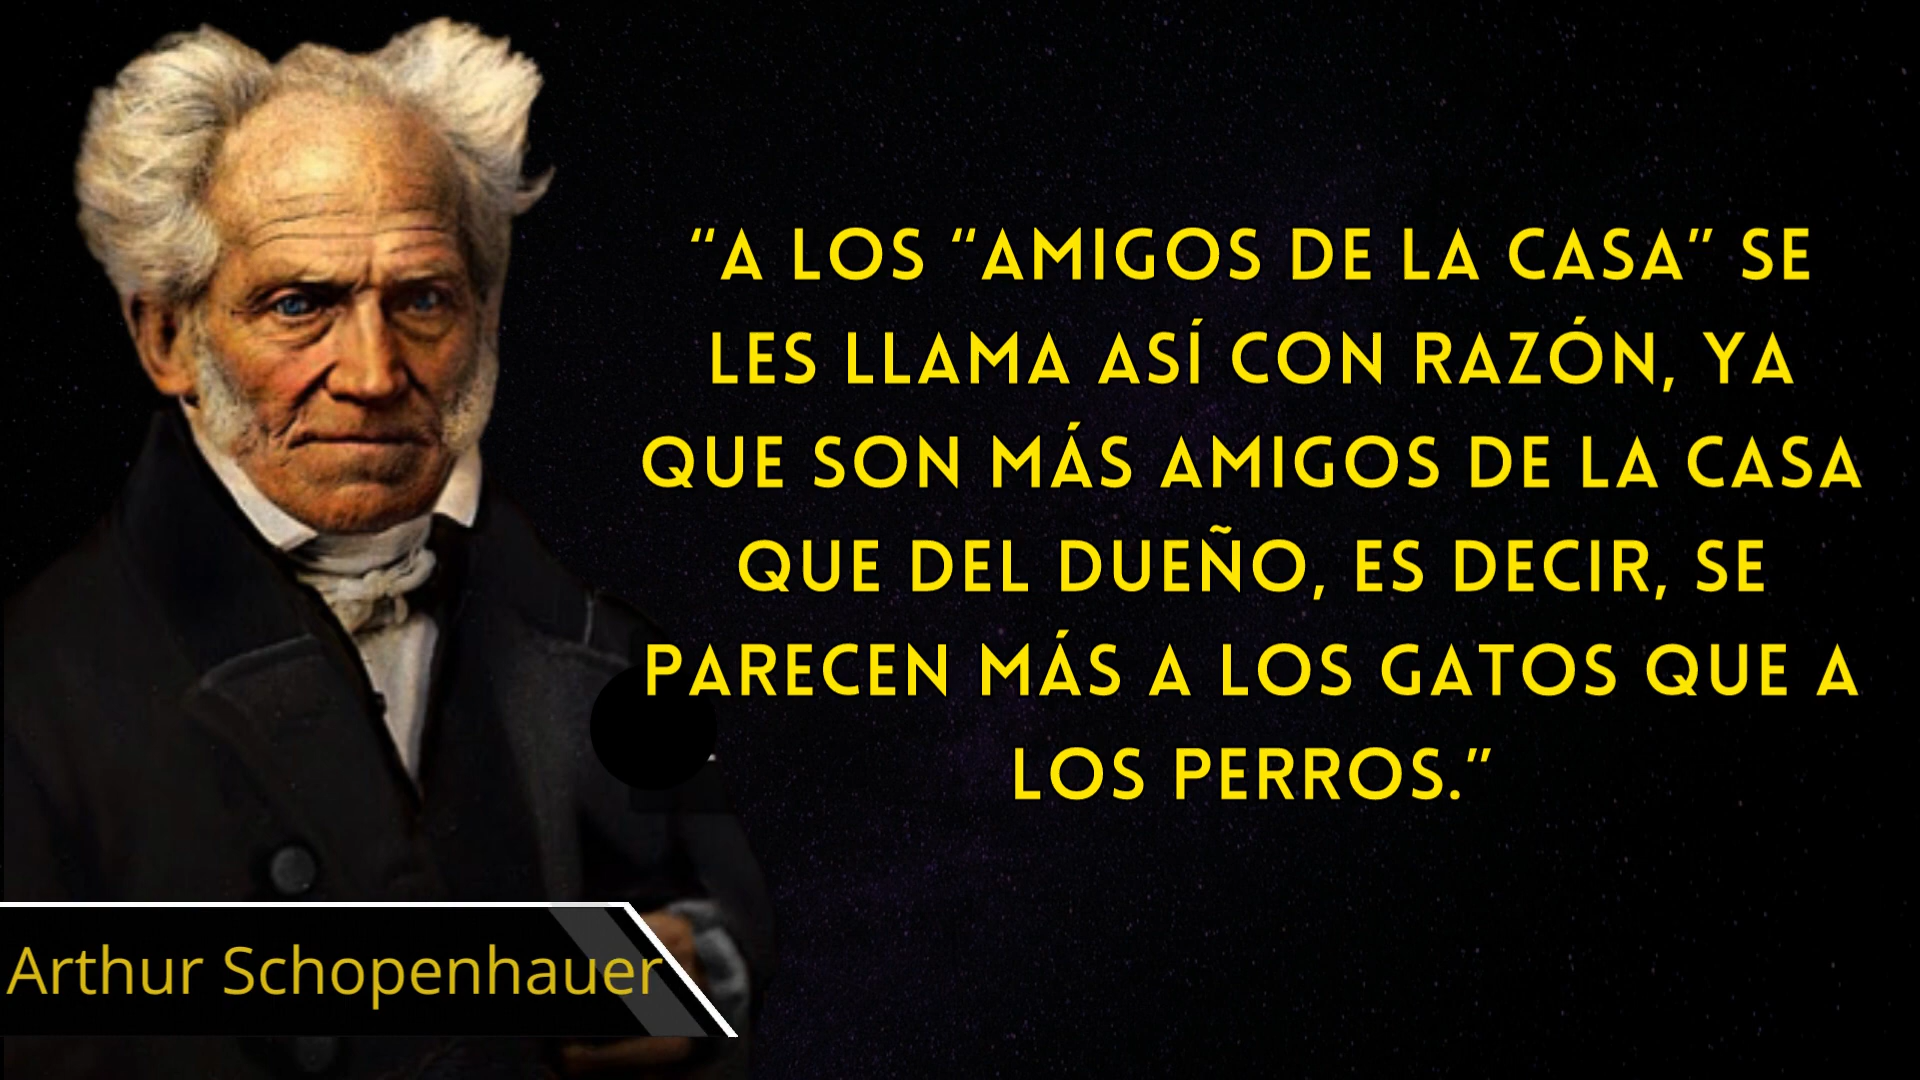 “A LOS “AMIGOS DE LA CASA” SE
LES LLAMA ASÍ CON RAZÓN, YA
QUE SON MÁS AMIGOS DE LA CASA
QUE DEL DUEÑO, ES DECIR, SE
PARECEN MÁS A LOS GATOS QUE A
LOS PERROS.”
Arthur Schopenhauer